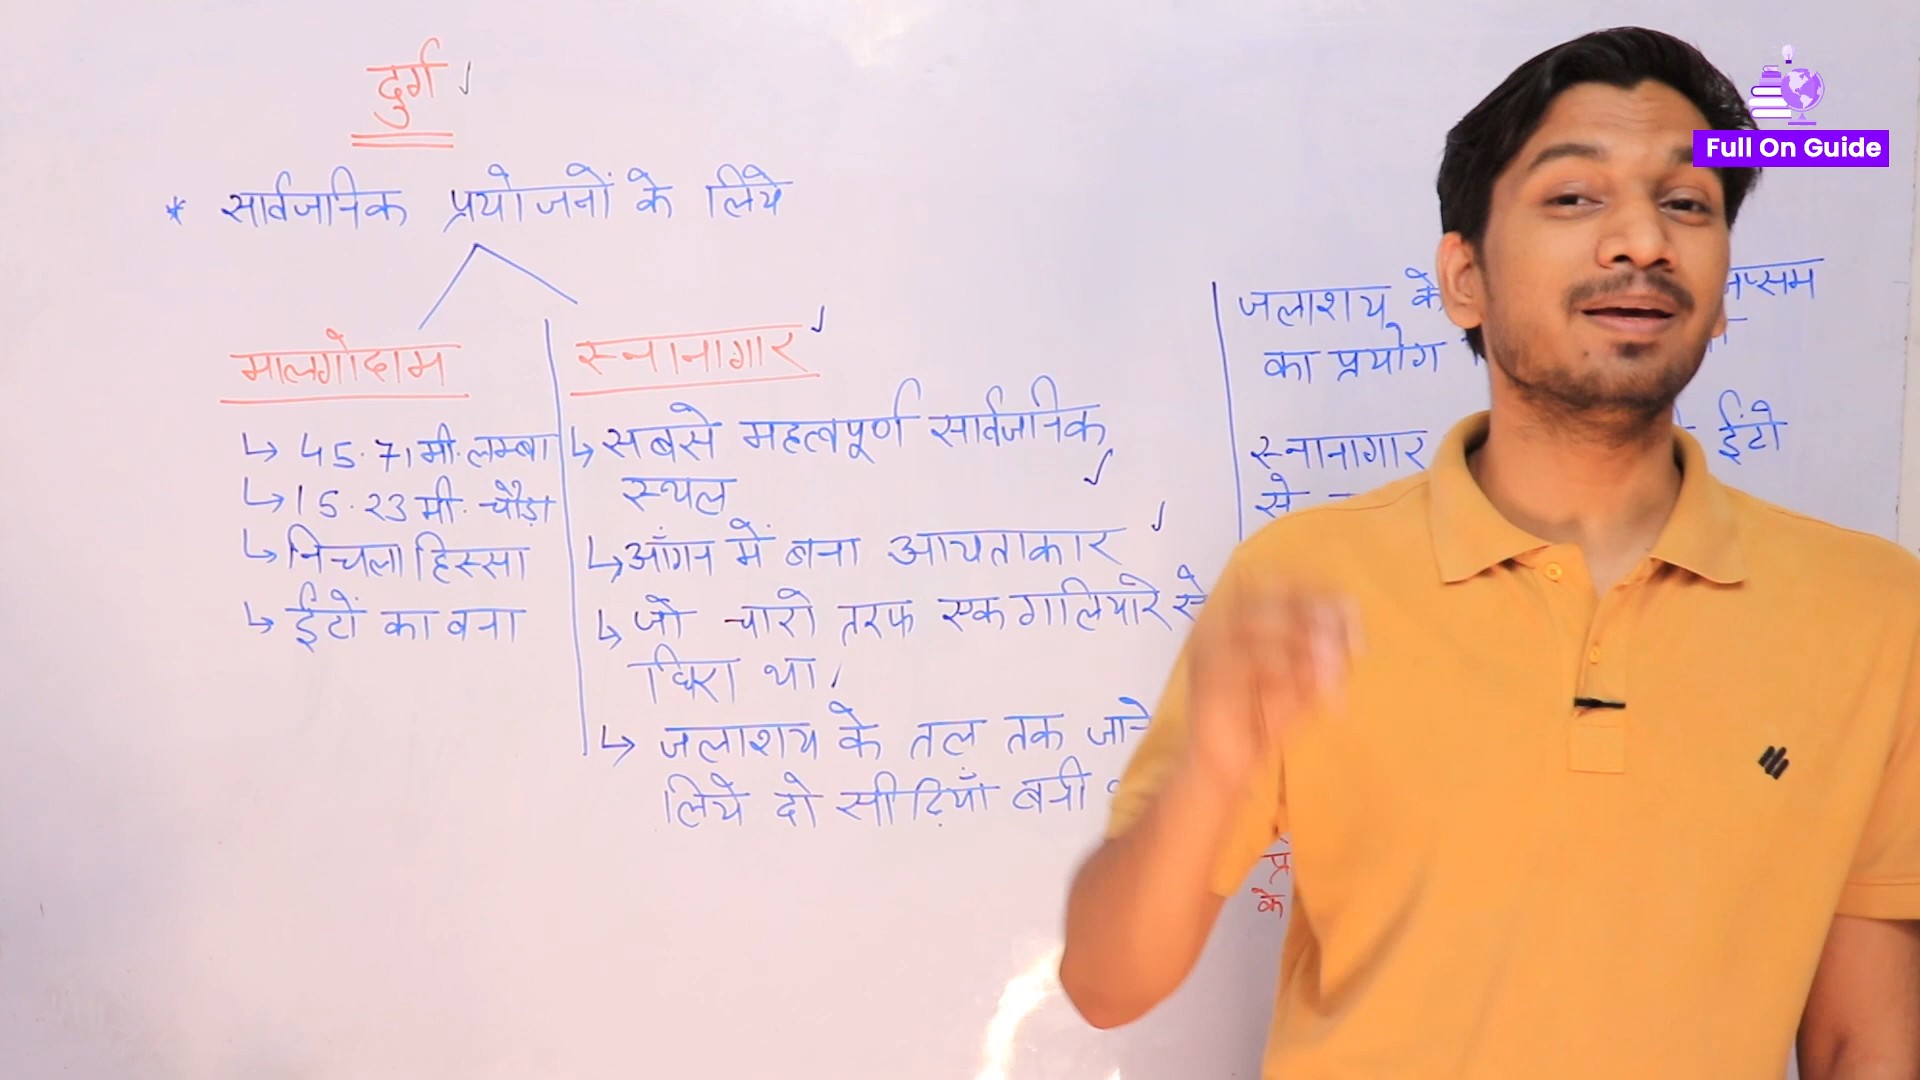 दुर्ग
* सार्वजनिक प्रयोजनों के लिये
मालगोदाम
↳ 45.71 मी. लम्बा
↳ 15.23 मी. चौड़ा
↳ निचला हिस्सा
↳ ईंटों का बना
स्नानागार
↳ सबसे महत्वपूर्ण सार्वजनिक
स्थल
↳ आँगन में बना आयताकार
↳ जो चारो तरफ एक गलियारे से
घिरा था
↳ जलाशय के तल तक जाने
लिये दो सीढ़ियाँ बनी
जलाशय के
का प्रयोग
स्नानागार ईंटो
से
के
Full On Guide